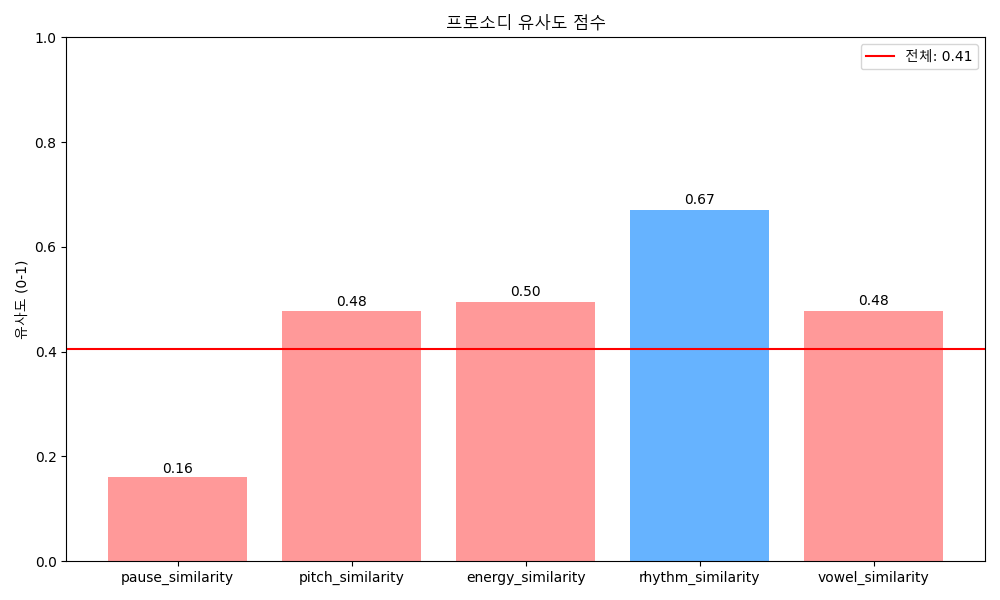 프로소디 유사도 점수
전체: 0.41
유사도 (0-1)
1.0
0.8
0.6
0.4
0.2
0.0
0.16
0.48
0.50
0.67
0.48
pause_similarity
pitch_similarity
energy_similarity
rhythm_similarity
vowel_similarity